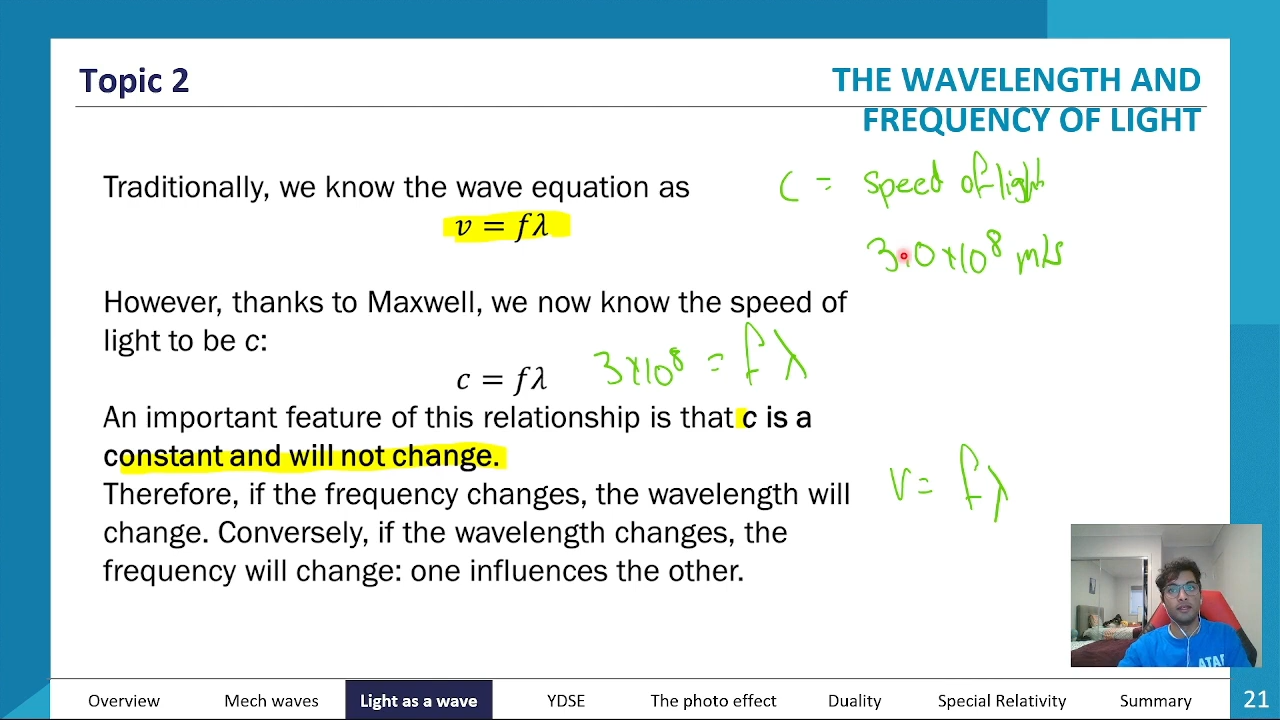 Topic 2
THE WAVELENGTH AND
FREQUENCY OF LIGHT
Traditionally, we know the wave equation as
v = fλ
c = speed of light
3.0×10⁸ m/s
However, thanks to Maxwell, we now know the speed of
light to be c:
c = fλ
3×10⁸ = fλ
An important feature of this relationship is that c is a
constant and will not change.
v = fλ
Therefore, if the frequency changes, the wavelength will
change. Conversely, if the wavelength changes, the
frequency will change: one influences the other.
ATAR
Overview
Mech waves
Light as a wave
YDSE
The photo effect
Duality
Special Relativity
Summary
21